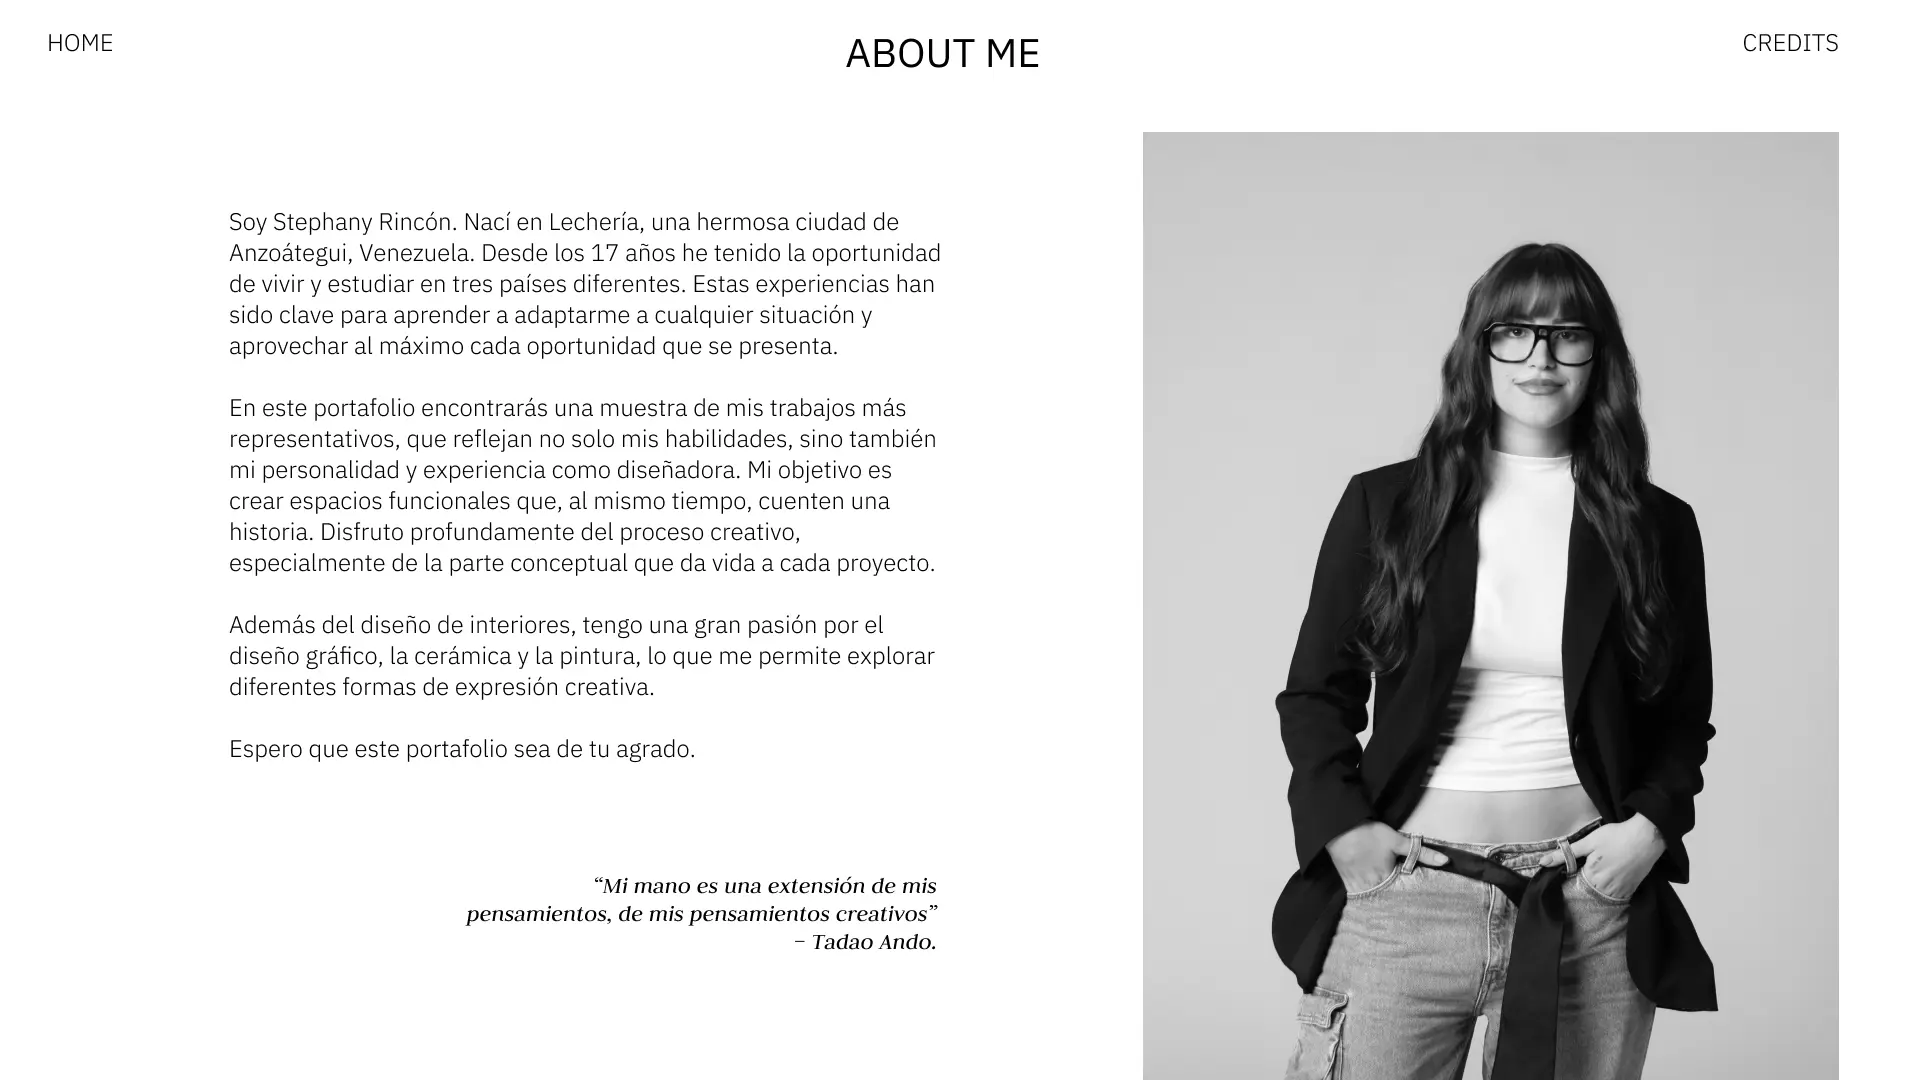 HOME
ABOUT ME
CREDITS
Soy Stephany Rincón. Nací en Lechería, una hermosa ciudad de
Anzoátegui, Venezuela. Desde los 17 años he tenido la oportunidad
de vivir y estudiar en tres países diferentes. Estas experiencias han
sido clave para aprender a adaptarme a cualquier situación y
aprovechar al máximo cada oportunidad que se presenta.
En este portafolio encontrarás una muestra de mis trabajos más
representativos, que reflejan no solo mis habilidades, sino también
mi personalidad y experiencia como diseñadora. Mi objetivo es
crear espacios funcionales que, al mismo tiempo, cuenten una
historia. Disfruto profundamente del proceso creativo,
especialmente de la parte conceptual que da vida a cada proyecto.
Además del diseño de interiores, tengo una gran pasión por el
diseño gráfico, la cerámica y la pintura, lo que me permite explorar
diferentes formas de expresión creativa.
Espero que este portafolio sea de tu agrado.
“Mi mano es una extensión de mis
pensamientos, de mis pensamientos creativos”
– Tadao Ando.